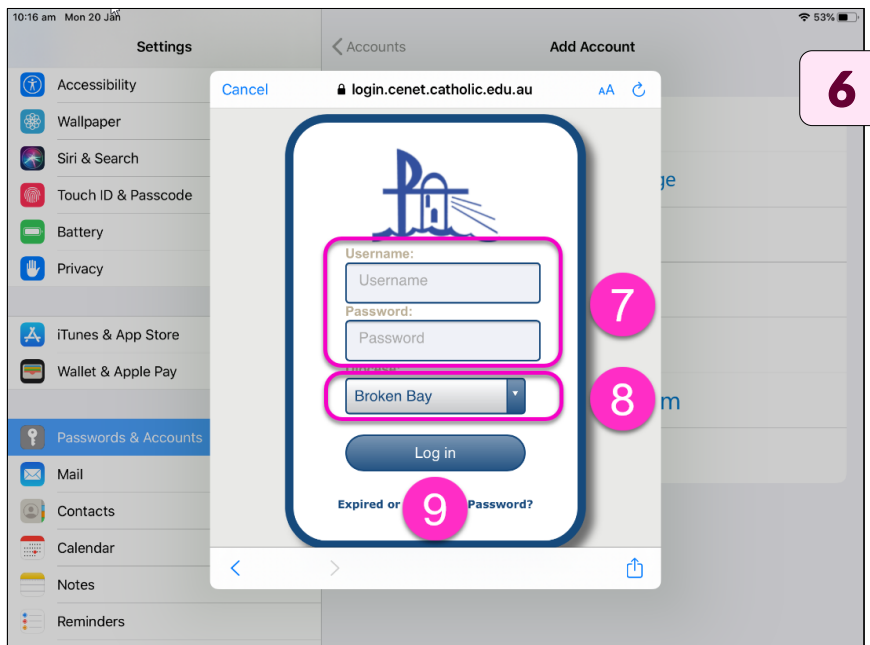 10:16 am Mon 20 Jan
53%
Settings
Accounts
Add Account
6
Accessibility
Wallpaper
Siri & Search
Touch ID & Passcode
Battery
Privacy
iTunes & App Store
Wallet & Apple Pay
Passwords & Accounts
Mail
Contacts
Calendar
Notes
Reminders
Cancel
login.cenet.catholic.edu.au
AA
Username:
Username
Password:
Password
7
Broken Bay
8
Log in
Expired or
Password?
9
ge
m